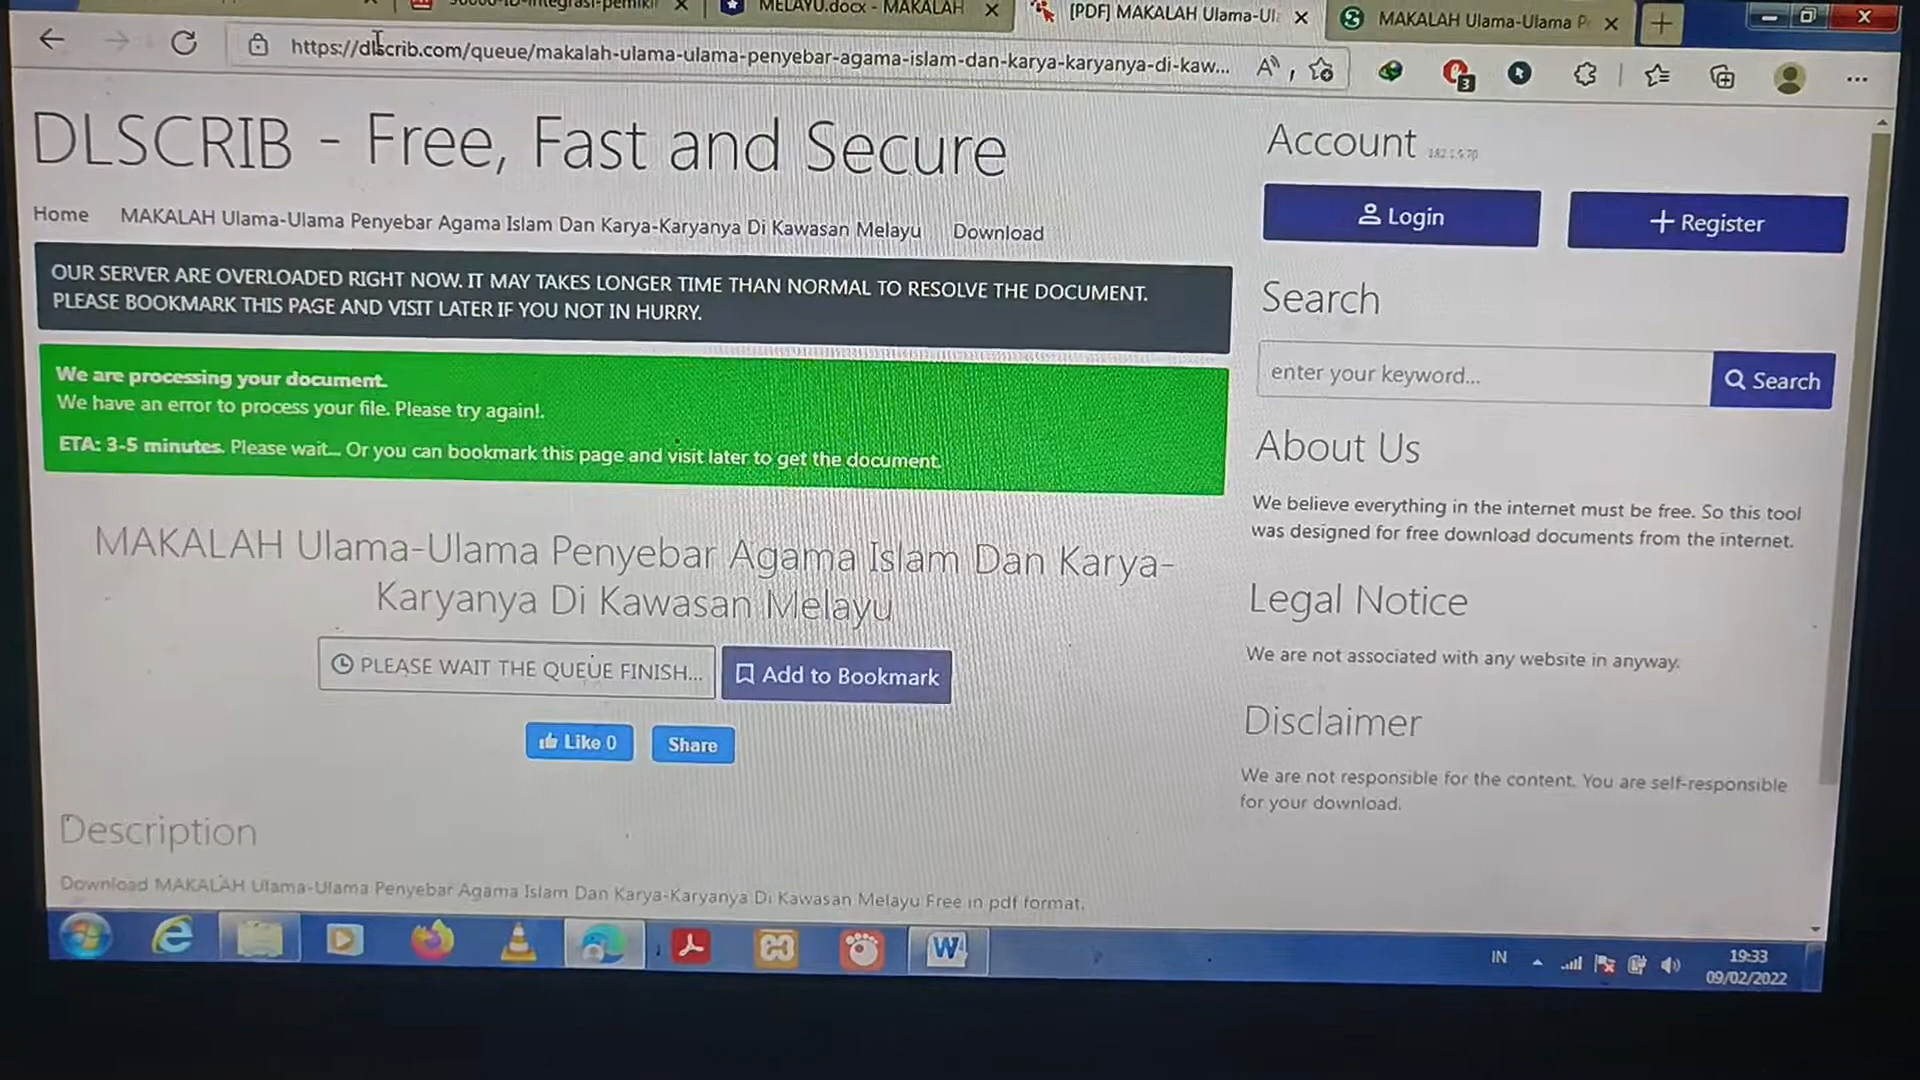 MELAYU.docx - MAKALAH
[PDF] MAKALAH Ulama-Ul
MAKALAH Ulama-Ulama P
https://dlscrib.com/queue/makalah-ulama-ulama-penyebar-agama-islam-dan-karya-karyanya-di-kaw...
3
DLSCRIB - Free, Fast and Secure
Home
MAKALAH Ulama-Ulama Penyebar Agama Islam Dan Karya-Karyanya Di Kawasan Melayu
Download
OUR SERVER ARE OVERLOADED RIGHT NOW. IT MAY TAKES LONGER TIME THAN NORMAL TO RESOLVE THE DOCUMENT.
PLEASE BOOKMARK THIS PAGE AND VISIT LATER IF YOU NOT IN HURRY.
We are processing your document.
We have an error to process your file. Please try again!.
ETA: 3-5 minutes. Please wait... Or you can bookmark this page and visit later to get the document.
MAKALAH Ulama-Ulama Penyebar Agama Islam Dan Karya-
Karyanya Di Kawasan Melayu
PLEASE WAIT THE QUEUE FINISH...
Add to Bookmark
Like 0
Share
Description
Download MAKALAH Ulama-Ulama Penyebar Agama Islam Dan Karya-Karyanya Di Kawasan Melayu Free in pdf format.
Account
Login
Register
Search
enter your keyword...
Search
About Us
We believe everything in the internet must be free. So this tool
was designed for free download documents from the internet.
Legal Notice
We are not associated with any website in anyway.
Disclaimer
We are not responsible for the content. You are self-responsible
for your download.
IN
19:33
09/02/2022